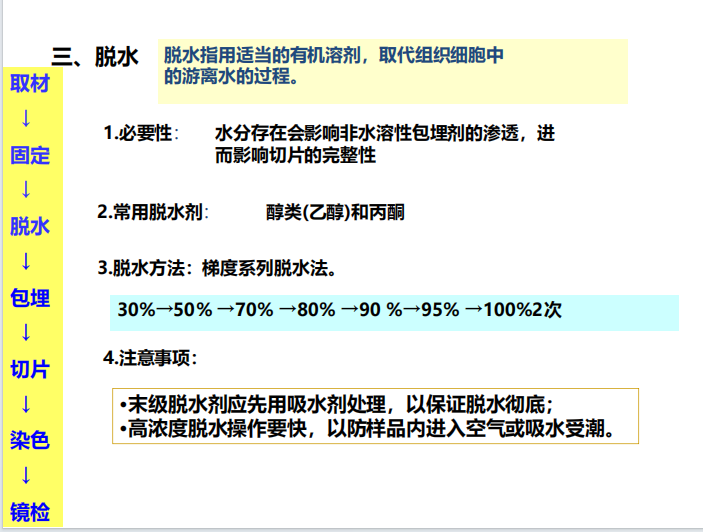 三、脱水
脱水指用适当的有机溶剂，取代组织细胞中
的游离水的过程。
取材
↓
固定
↓
脱水
↓
包埋
↓
切片
↓
染色
↓
镜检
1.必要性： 水分存在会影响非水溶性包埋剂的渗透，进
而影响切片的完整性
2.常用脱水剂： 醇类(乙醇)和丙酮
3.脱水方法：梯度系列脱水法。
30%→50% →70% →80% →90 %→95% →100%2次
4.注意事项：
•末级脱水剂应先用吸水剂处理，以保证脱水彻底；
•高浓度脱水操作要快，以防样品内进入空气或吸水受潮。